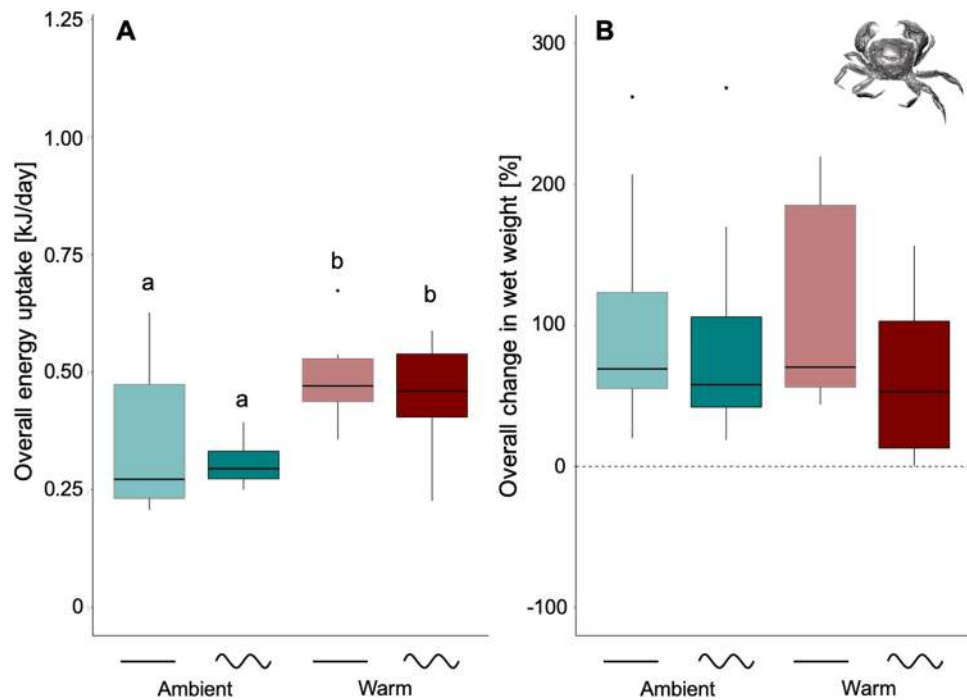 A
Overall energy uptake [kJ/day]
1.25
1.00
0.75
0.50
0.25
0
a
a
b
b
Ambient Warm
B
Overall change in wet weight [%]
300
200
100
0
-100
Ambient Warm